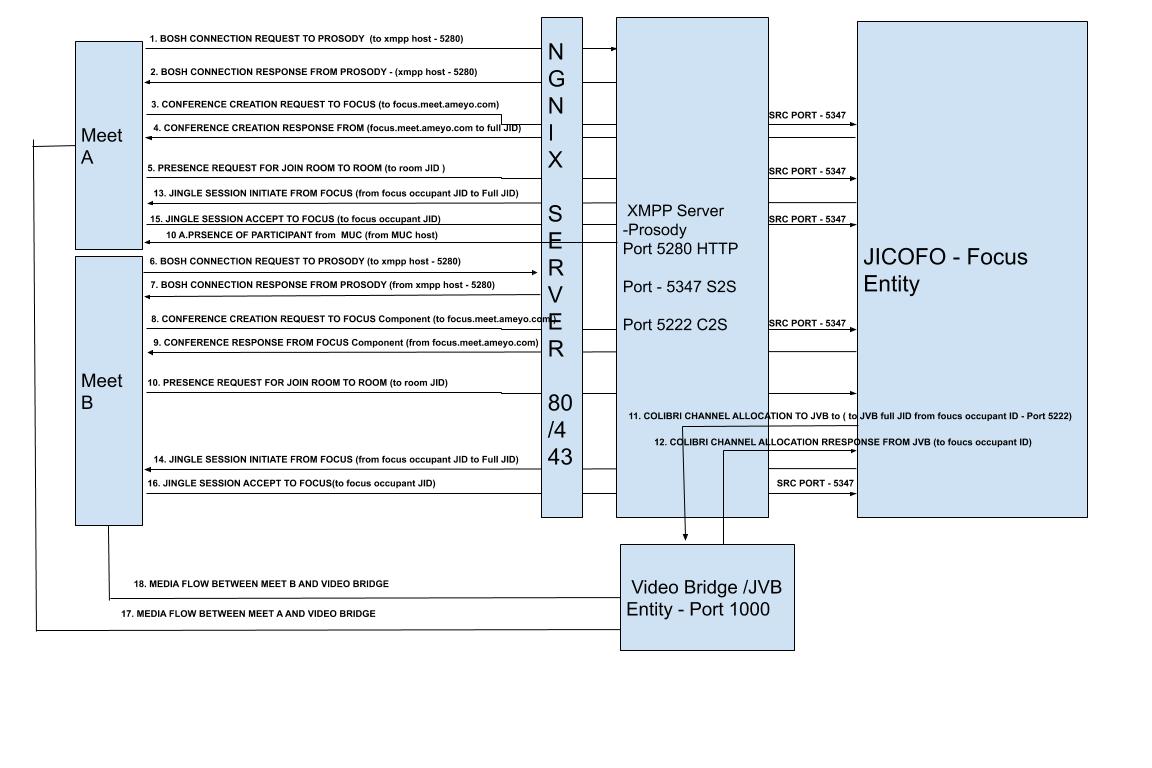 1. BOSH CONNECTION REQUEST TO PROSODY (to xmpp host - 5280)
2. BOSH CONNECTION RESPONSE FROM PROSODY - (xmpp host - 5280)
3. CONFERENCE CREATION REQUEST TO FOCUS (to focus.meet.ameyo.com)
4. CONFERENCE CREATION RESPONSE FROM (focus.meet.ameyo.com to full JID)
5. PRESENCE REQUEST FOR JOIN ROOM TO ROOM (to room JID )
13. JINGLE SESSION INITIATE FROM FOCUS (from focus occupant JID to Full JID)
15. JINGLE SESSION ACCEPT TO FOCUS (to focus occupant JID)
10 A.PRSENCE OF PARTICIPANT from MUC (from MUC host)
6. BOSH CONNECTION REQUEST TO PROSODY (to xmpp host - 5280)
7. BOSH CONNECTION RESPONSE FROM PROSODY (from xmpp host - 5280)
8. CONFERENCE CREATION REQUEST TO FOCUS Component (to focus.meet.ameyo.com)
9. CONFERENCE RESPONSE FROM FOCUS Component (from focus.meet.ameyo.com)
10. PRESENCE REQUEST FOR JOIN ROOM TO ROOM (to room JID)
14. JINGLE SESSION INITIATE FROM FOCUS (from focus occupant JID to Full JID)
16. JINGLE SESSION ACCEPT TO FOCUS(to focus occupant JID)
Meet
A
Meet
B
N
G
N
I
X
S
E
R
V
E
R
80
/4
43
XMPP Server
-Prosody
Port 5280 HTTP
Port - 5347 S2S
Port 5222 C2S
SRC PORT - 5347
SRC PORT - 5347
SRC PORT - 5347
SRC PORT - 5347
11. COLIBRI CHANNEL ALLOCATION TO JVB to ( to JVB full JID from foucs occupant ID - Port 5222)
12. COLIBRI CHANNEL ALLOCATION RRESPONSE FROM JVB (to foucs occupant ID)
SRC PORT - 5347
JICOFO - Focus
Entity
Video Bridge /JVB
Entity - Port 1000
18. MEDIA FLOW BETWEEN MEET B AND VIDEO BRIDGE
17. MEDIA FLOW BETWEEN MEET A AND VIDEO BRIDGE